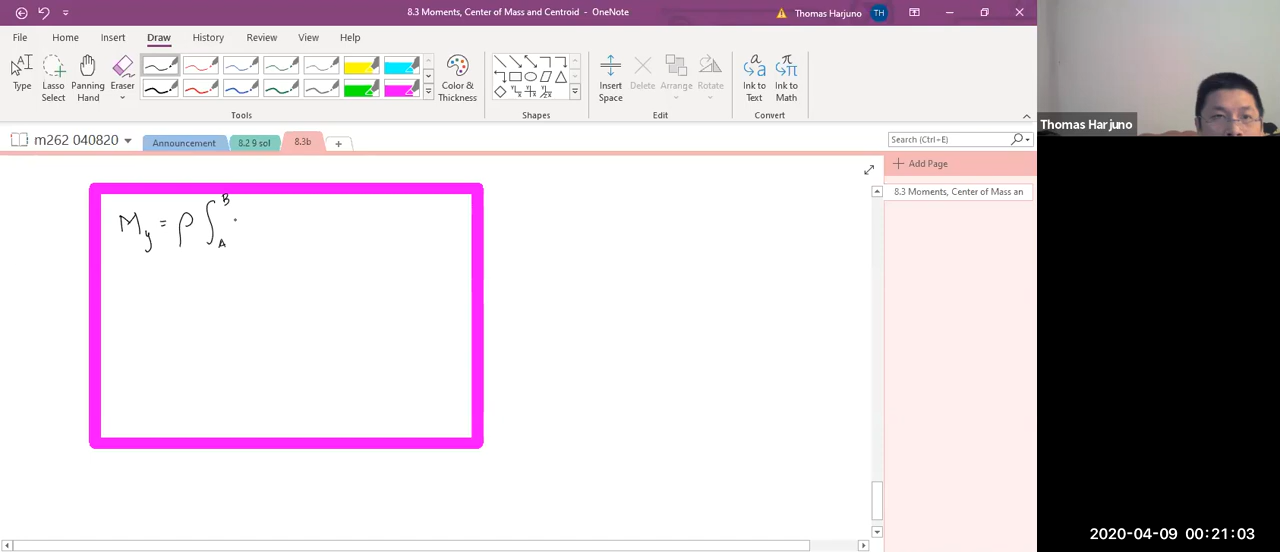 8.3 Moments, Center of Mass and Centroid - OneNote
Thomas Harjuno TH
File Home Insert Draw History Review View Help
Type
Lasso Select
Panning Hand
Eraser
Color & Thickness
Insert Space
Delete
Arrange
Rotate
Ink to Text
Ink to Math
Tools Shapes Edit Convert
m262 040820
Announcement 8.2 9 sol 8.3b
Search (Ctrl+E)
Add Page
8.3 Moments, Center of Mass an
M_y = ρ ∫_A^B
Thomas Harjuno
2020-04-09 00:21:03